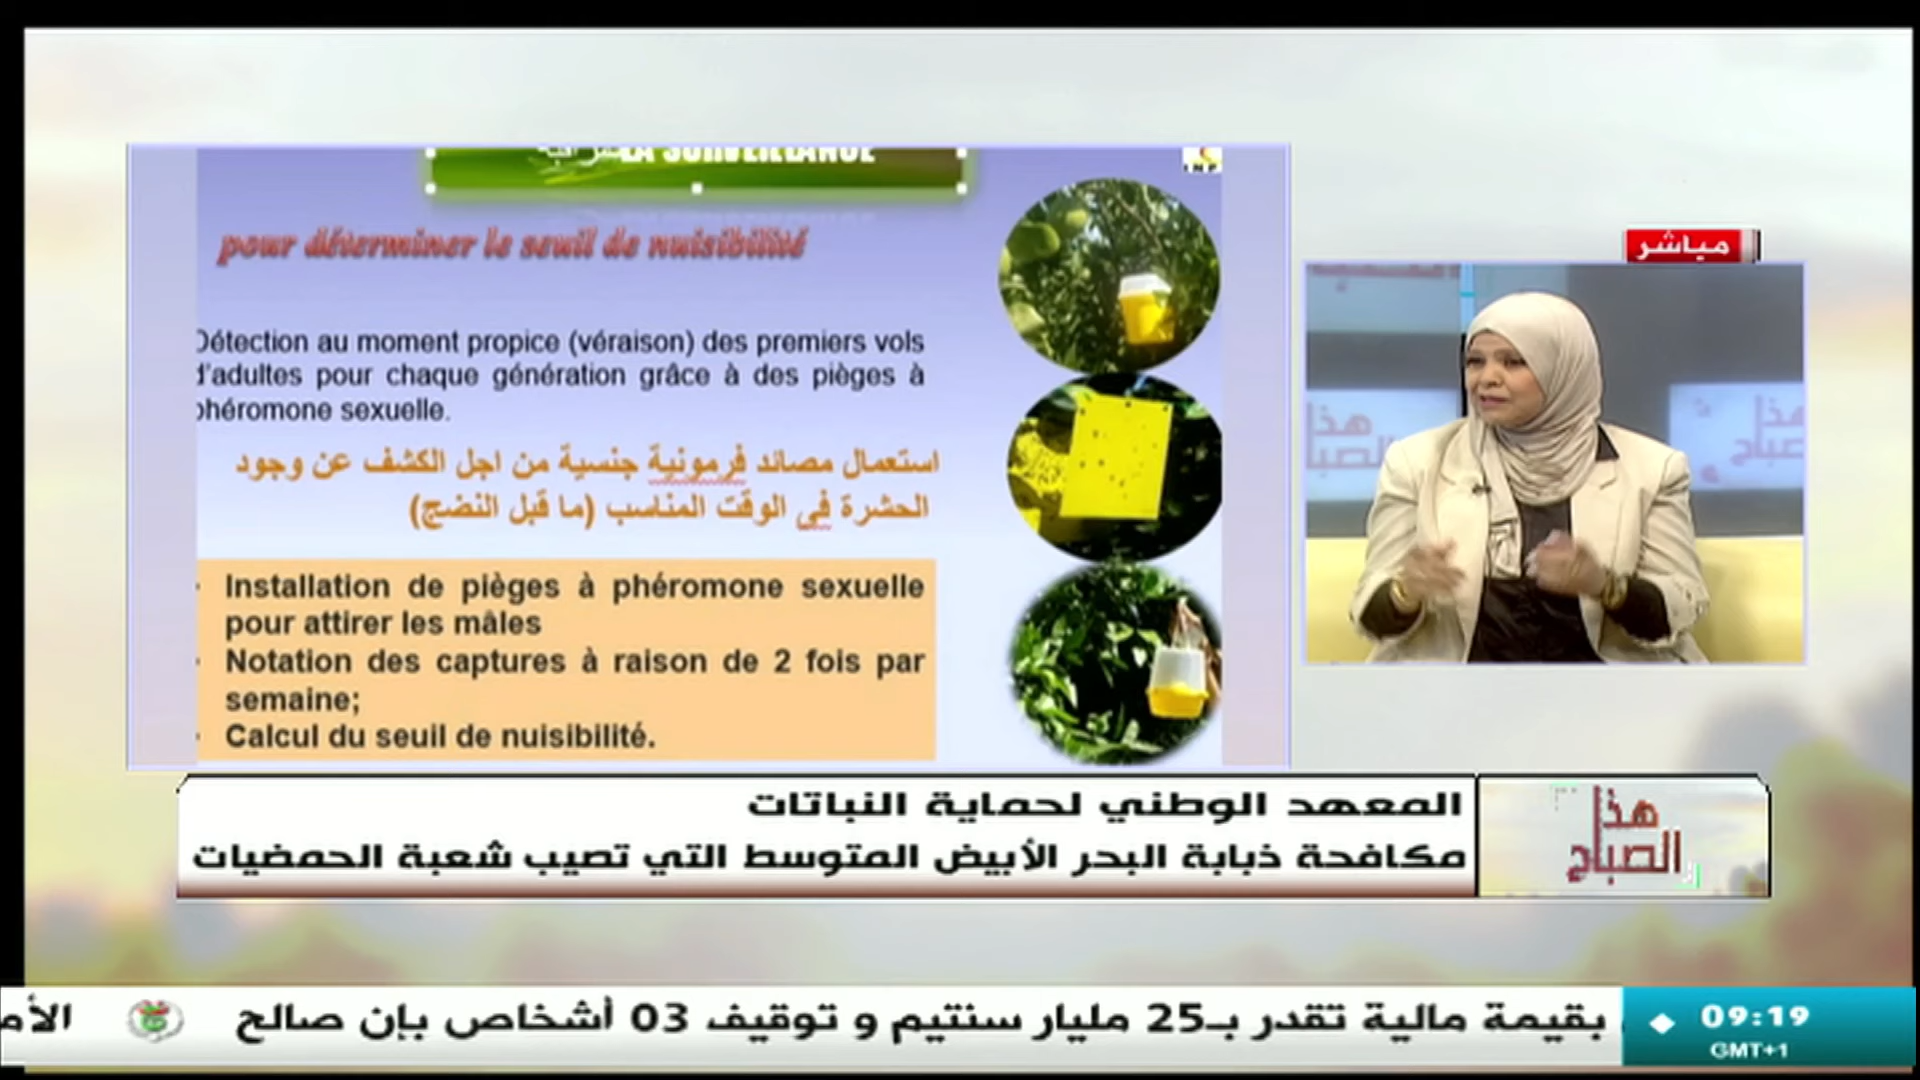 LA SURVEILLANCE
INP
pour déterminer le seuil de nuisibilité
Détection au moment propice (véraison) des premiers vols
d'adultes pour chaque génération grâce à des pièges à
phéromone sexuelle.
استعمال مصائد فرمونية جنسية من اجل الكشف عن وجود
الحشرة في الوقت المناسب (ما قبل النضج)
Installation de pièges à phéromone sexuelle
pour attirer les mâles
Notation des captures à raison de 2 fois par
semaine;
Calcul du seuil de nuisibilité.
مباشر
هذا
الصباح
هذا
الصباح
المعهد الوطني لحماية النباتات
مكافحة ذبابة البحر الأبيض المتوسط التي تصيب شعبة الحمضيات
هذا
الصباح
بقيمة مالية تقدر بـ25 مليار سنتيم و توقيف 03 أشخاص بإن صالح
09:19
GMT+1